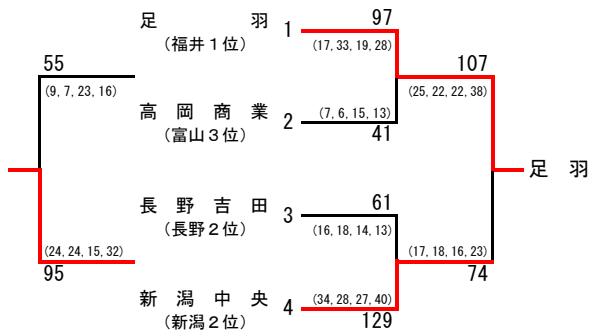 55
(9, 7, 23, 16)
(24, 24, 15, 32)
95
足羽 1
(福井1位)
97
(17, 33, 19, 28)
高岡商業 2
(富山3位)
(7, 6, 15, 13)
41
長野吉田 3
(長野2位)
61
(16, 18, 14, 13)
新潟中央 4
(新潟2位)
(34, 28, 27, 40)
129
107
(25, 22, 22, 38)
(17, 18, 16, 23)
74
足羽